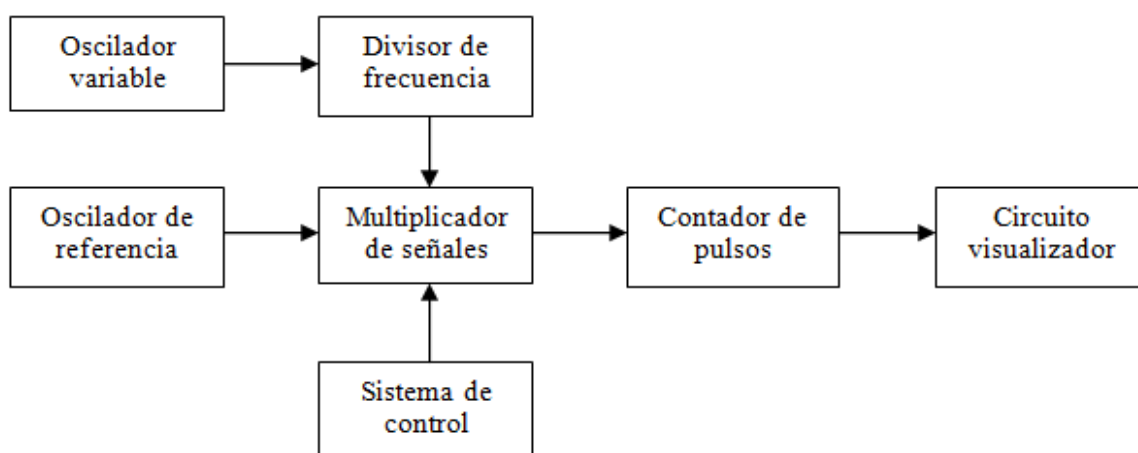 Oscilador
variable
Divisor de
frecuencia
Oscilador de
referencia
Multiplicador
de señales
Contador de
pulsos
Circuito
visualizador
Sistema de
control